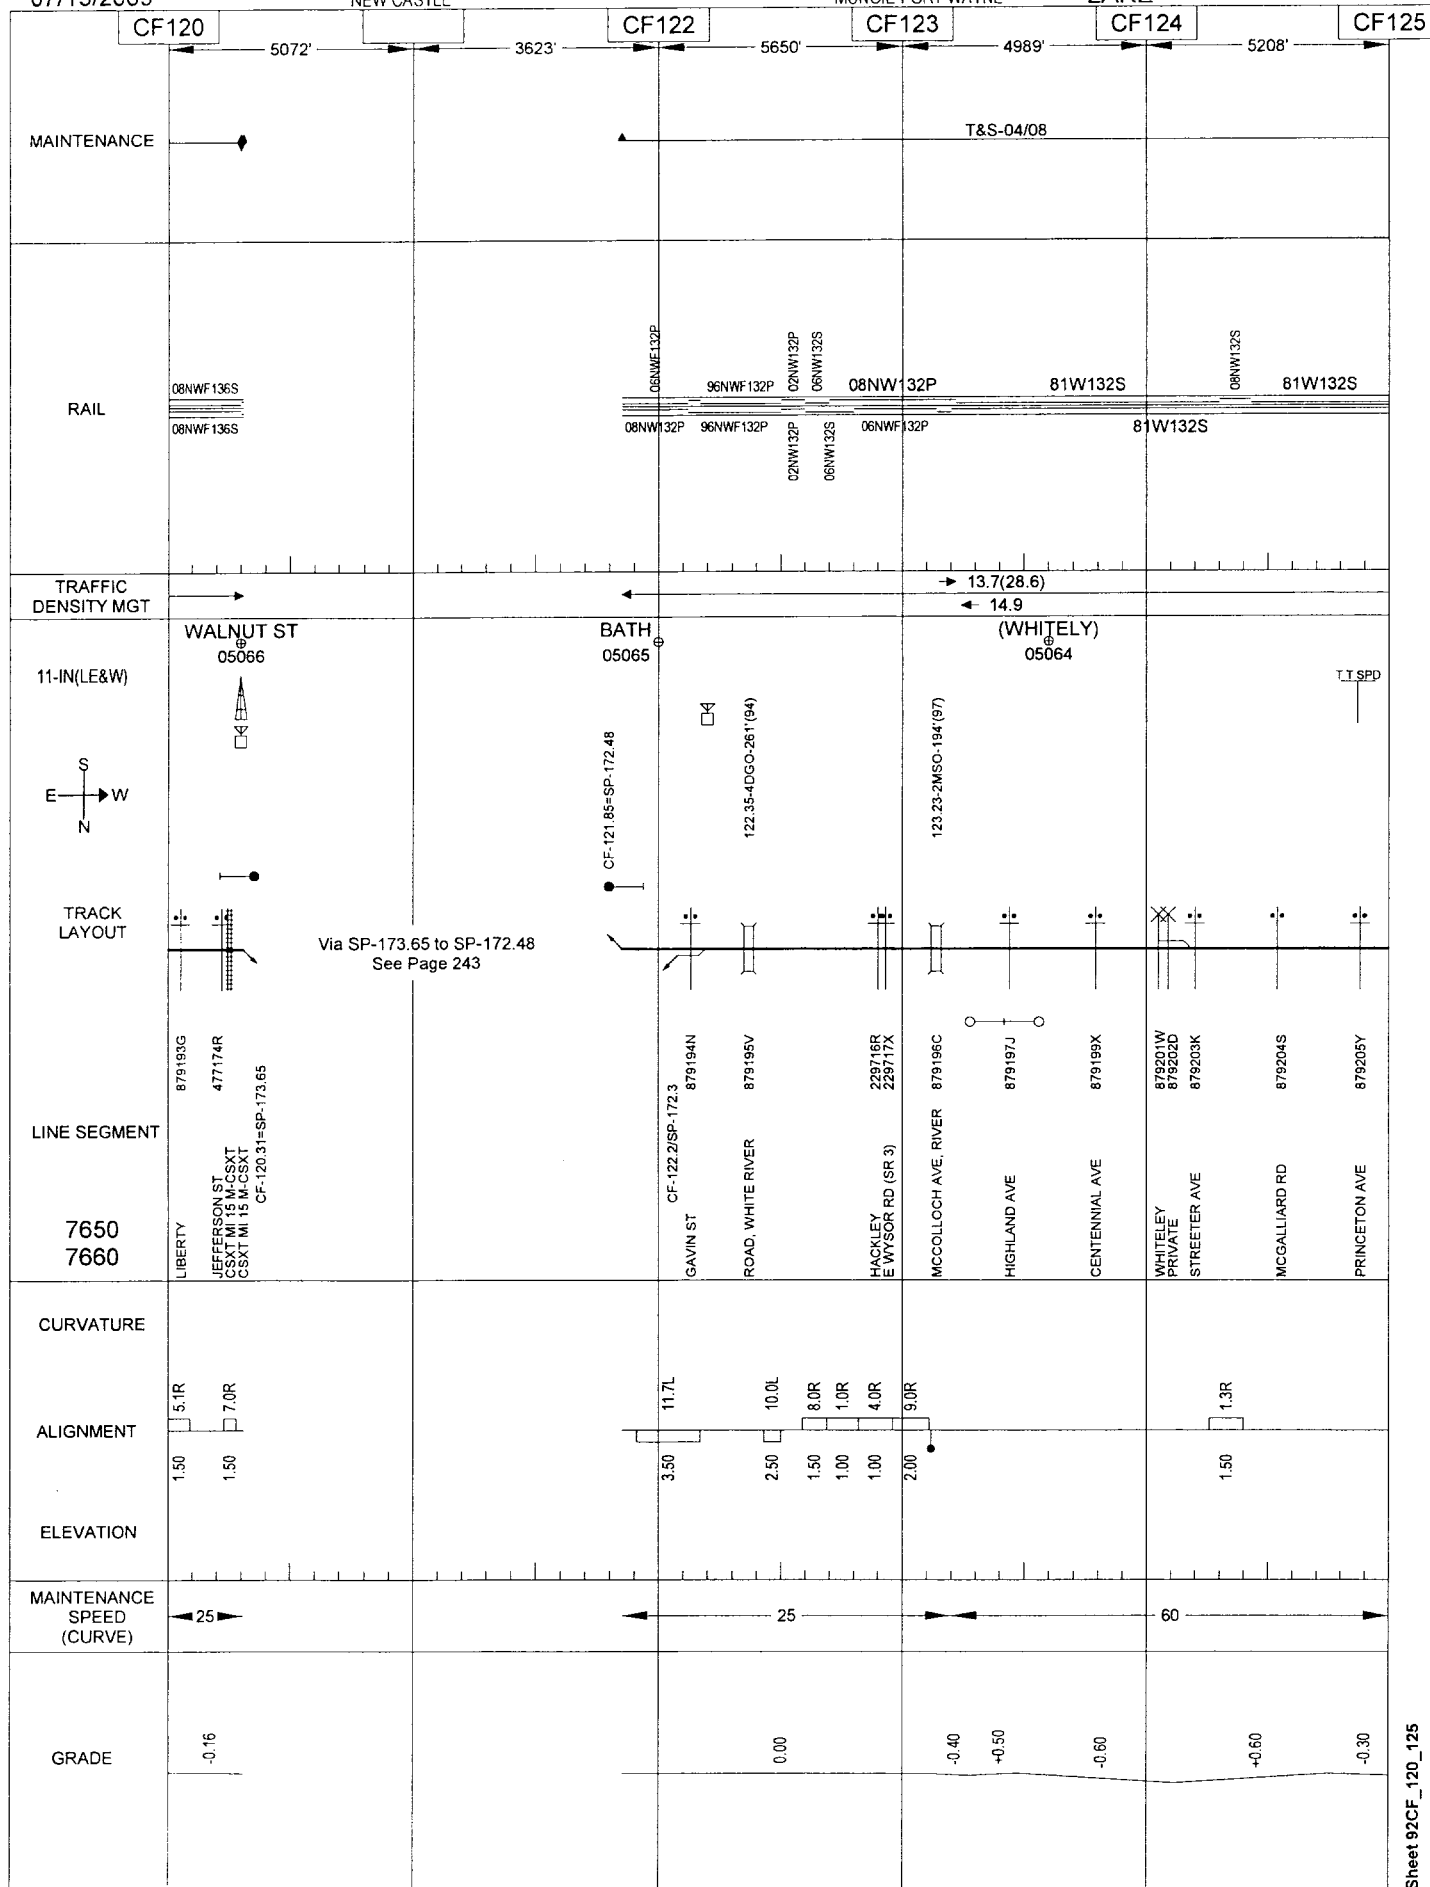 CF120
CF122
CF123
CF124
CF125
5072'
3623'
5650'
4989'
5208'
MAINTENANCE
T&S-04/08
RAIL
08NWF136S
08NWF136S
06NWF132P
96NWF132P
02NW132P
06NW132S
08NW132P
81W132S
08NW132S
81W132S
08NW132P
96NWF132P
02NW132P
06NW132S
06NWF132P
81W132S
TRAFFIC
DENSITY MGT
13.7(28.6)
14.9
WALNUT ST
05066
BATH
05065
(WHITELY)
05064
11-IN(LE&W)
T T SPD
S
E W
N
CF-121.85=SP-172.48
122.35-4DGO-261'(94)
123.23-2MSO-194'(97)
TRACK
LAYOUT
Via SP-173.65 to SP-172.48
See Page 243
LINE SEGMENT
7650
7660
LIBERTY 879193G
JEFFERSON ST 477174R
CSXT MI 15 M-CSXT
CSXT MI 15 M-CSXT
CF-120.31=SP-173.65
CF-122.2/SP-172.3
GAVIN ST 879194N
ROAD, WHITE RIVER 879195V
HACKLEY 229716R
E WYSOR RD (SR 3) 229717X
MCCOLLOCH AVE, RIVER 879196C
HIGHLAND AVE 879197J
CENTENNIAL AVE 879199X
WHITELEY 879201W
PRIVATE 879202D
STREETER AVE 879203K
MCGALLIARD RD 879204S
PRINCETON AVE 879205Y
CURVATURE
5.1R
7.0R
11.7L
10.0L
8.0R
1.0R
4.0R
9.0R
1.3R
ALIGNMENT
1.50
1.50
3.50
2.50
1.50
1.00
1.00
2.00
1.50
ELEVATION
MAINTENANCE
SPEED
(CURVE)
25
25
60
GRADE
-0.16
0.00
-0.40
+0.50
-0.60
+0.60
-0.30
Sheet 92CF_120_125